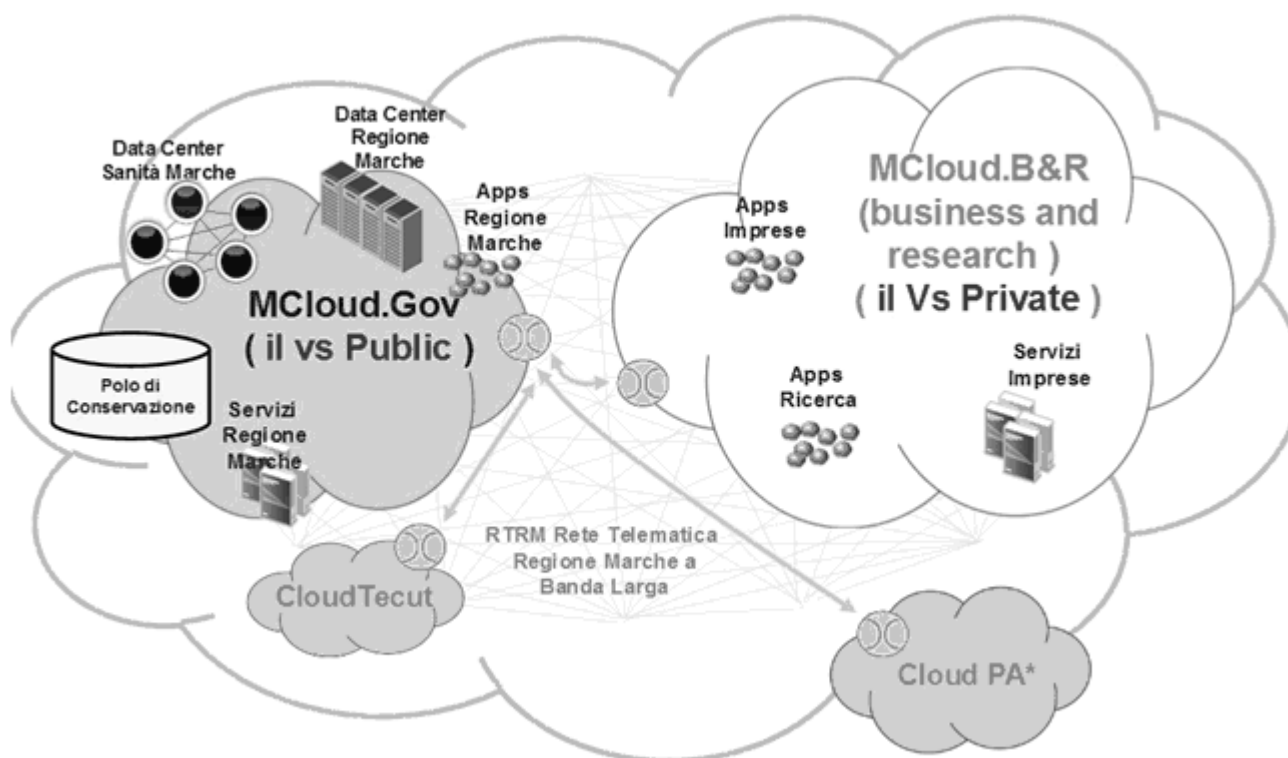 Data Center
Sanità Marche
Data Center
Regione
Marche
Apps
Regione
Marche
MCloud.Gov
( il vs Public )
Polo di
Conservazione
Servizi
Regione
Marche
MCloud.B&R
(business and
research )
( il Vs Private )
Apps
Imprese
Apps
Ricerca
Servizi
Imprese
RTRM Rete Telematica
Regione Marche a
Banda Larga
CloudTecut
Cloud PA*